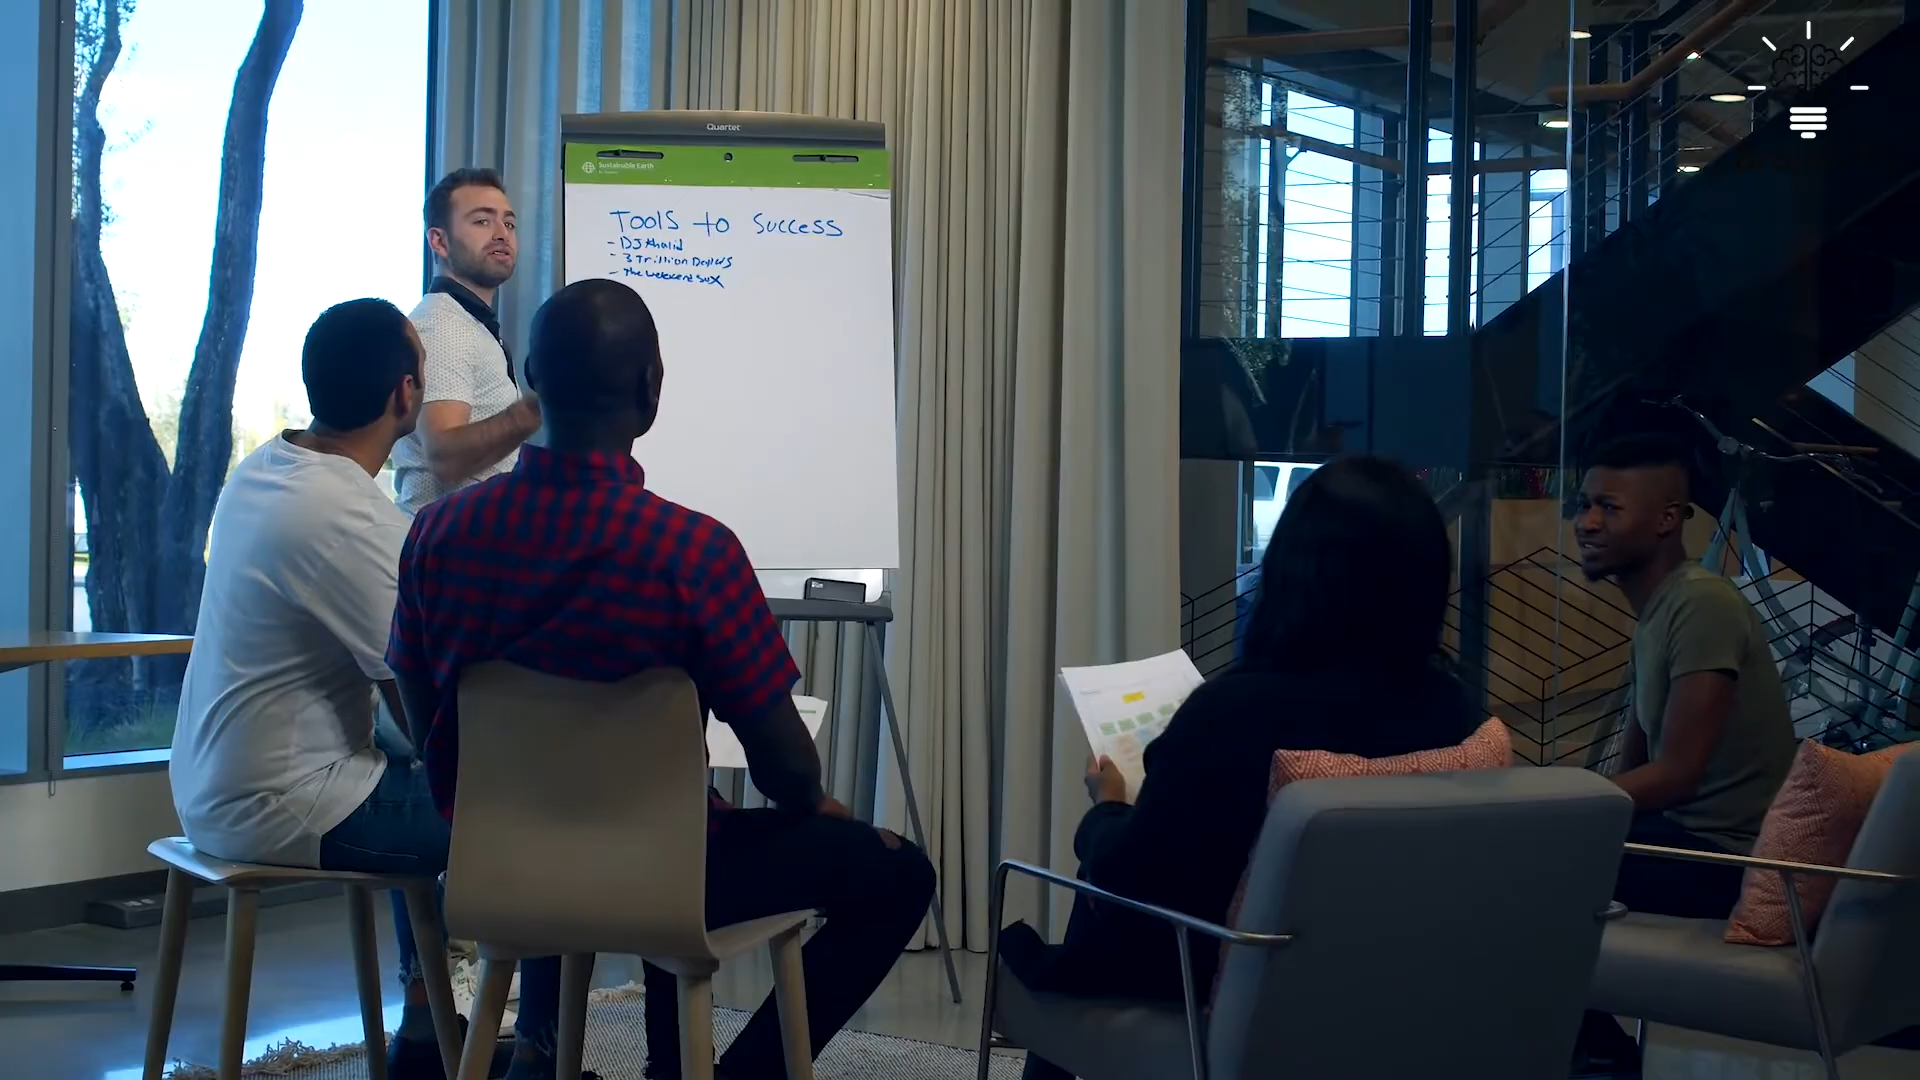 Quartet
Sustainable Earth
Tools to Success
- DJ Khalid
- 3 Trillion Dollars
- The weekend sux